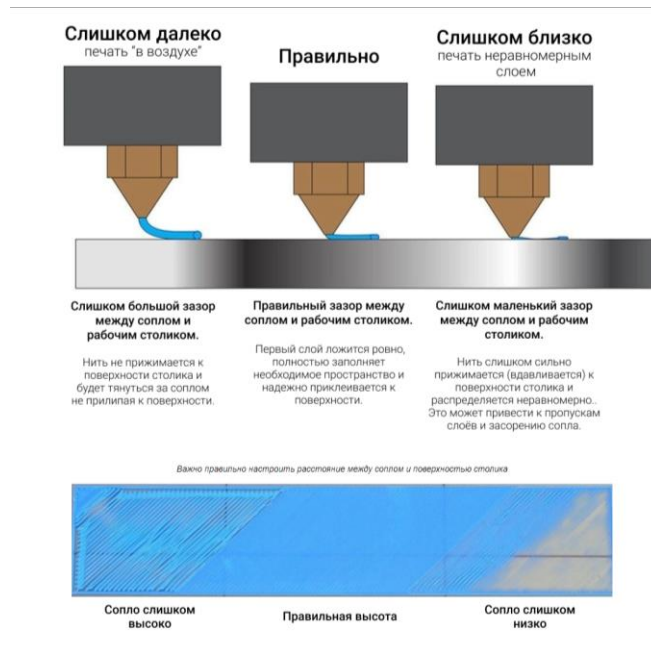 Слишком далеко
печать "в воздухе"
Правильно
Слишком близко
печать неравномерным
слоем
Слишком большой зазор
между соплом и
рабочим столиком.
Нить не прижимается к
поверхности столика и
будет тянуться за соплом
не прилипая к поверхности.
Правильный зазор между
соплом и рабочим столиком.
Первый слой ложится ровно,
полностью заполняет
необходимое пространство и
надежно приклеивается к
поверхности.
Слишком маленький зазор
между соплом и рабочим
столиком.
Нить слишком сильно
прижимается (вдавливается) к
поверхности столика и
распределяется неравномерно..
Это может привести к пропускам
слоёв и засорению сопла.
Важно правильно настроить расстояние между соплом и поверхностью столика
Сопло слишком
высоко
Правильная высота
Сопло слишком
низко